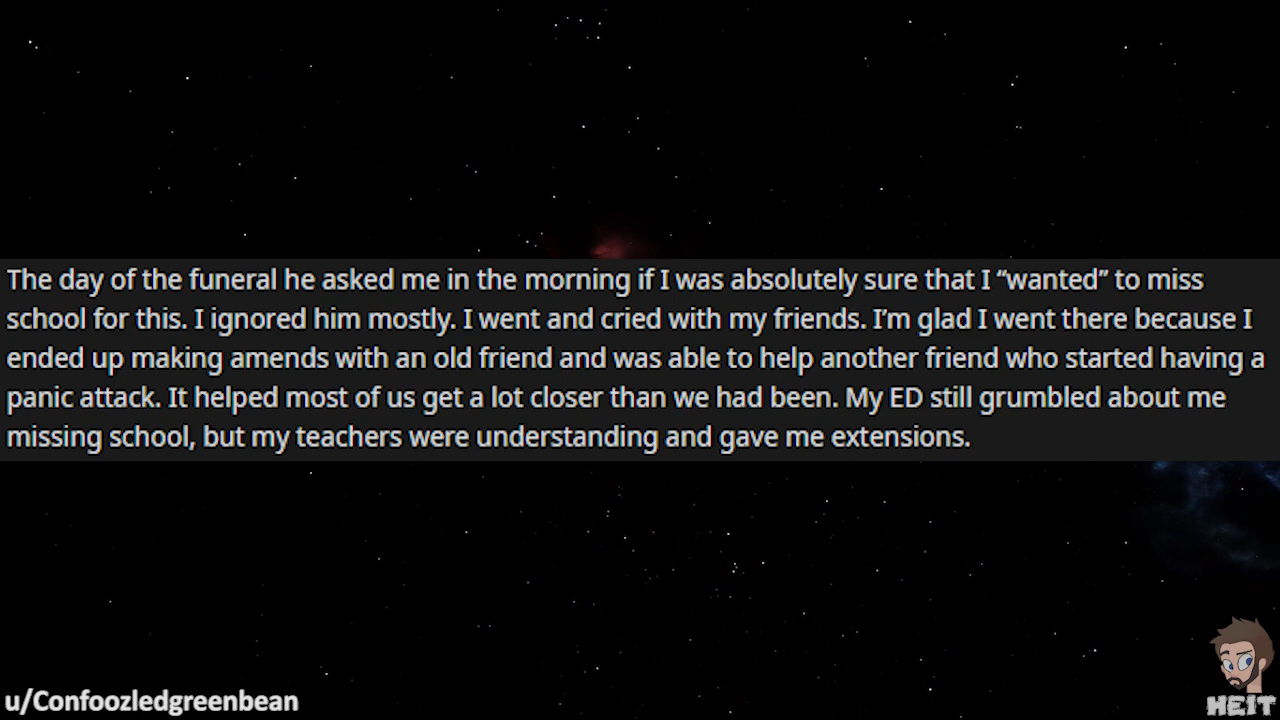 The day of the funeral he asked me in the morning if I was absolutely sure that I “wanted” to miss
school for this. I ignored him mostly. I went and cried with my friends. I’m glad I went there because I
ended up making amends with an old friend and was able to help another friend who started having a
panic attack. It helped most of us get a lot closer than we had been. My ED still grumbled about me
missing school, but my teachers were understanding and gave me extensions.
u/Confoozledgreenbean
HEIT